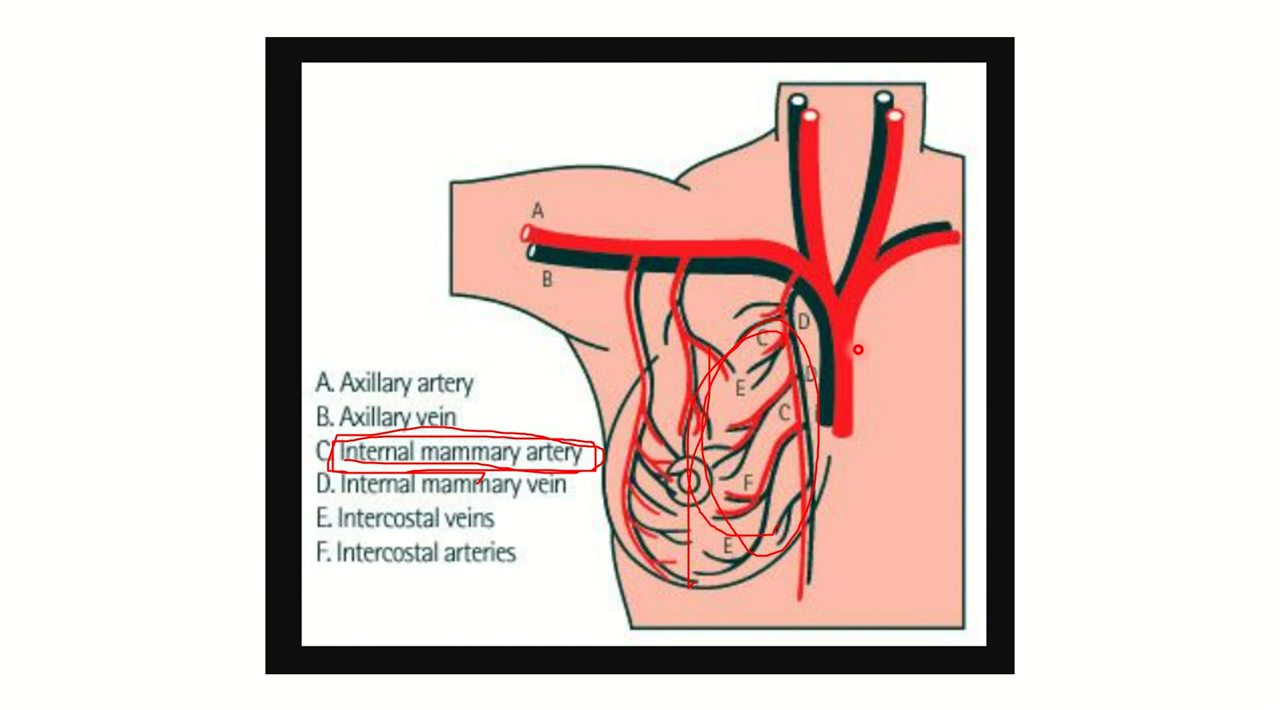 A
B
D
C
D
E
C
F
E
A. Axillary artery
B. Axillary vein
C Internal mammary artery
D. Internal mammary vein
E. Intercostal veins
F. Intercostal arteries